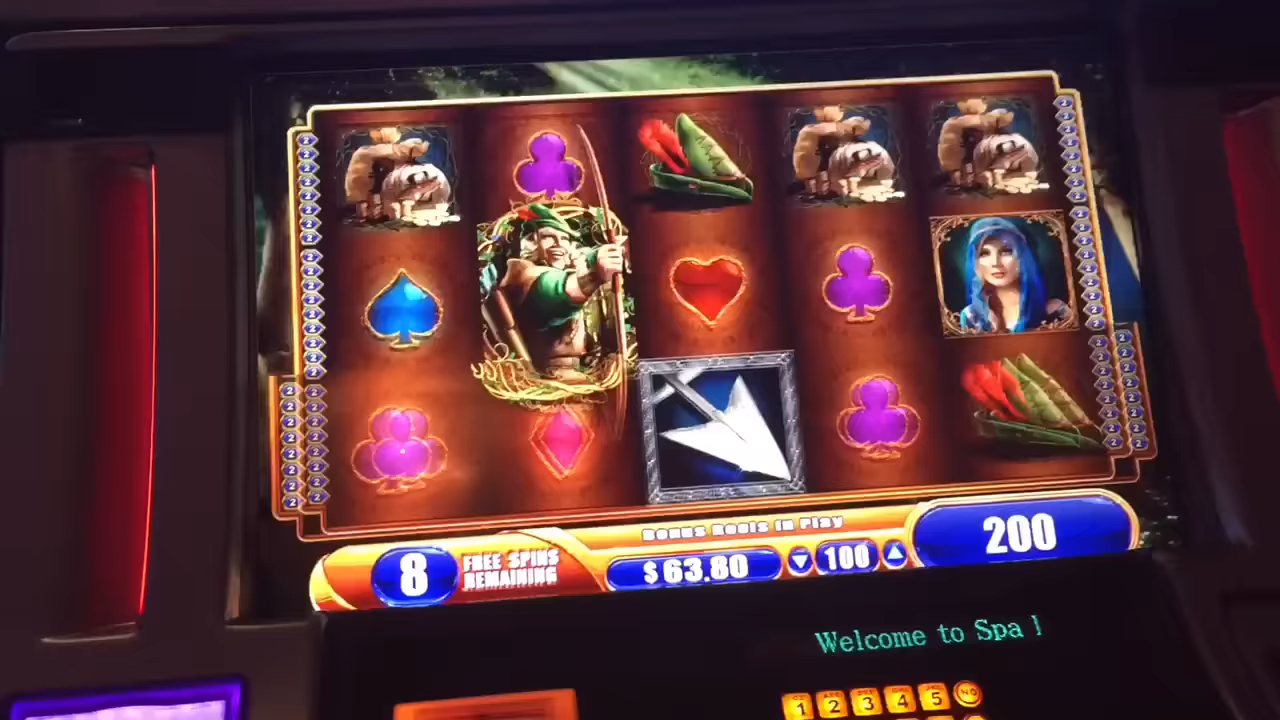 Bonus Reels in Play
8
FREE SPINS
REMAINING
$63.80
100
200
Welcome to Spa
1 2 3 4 5 NO